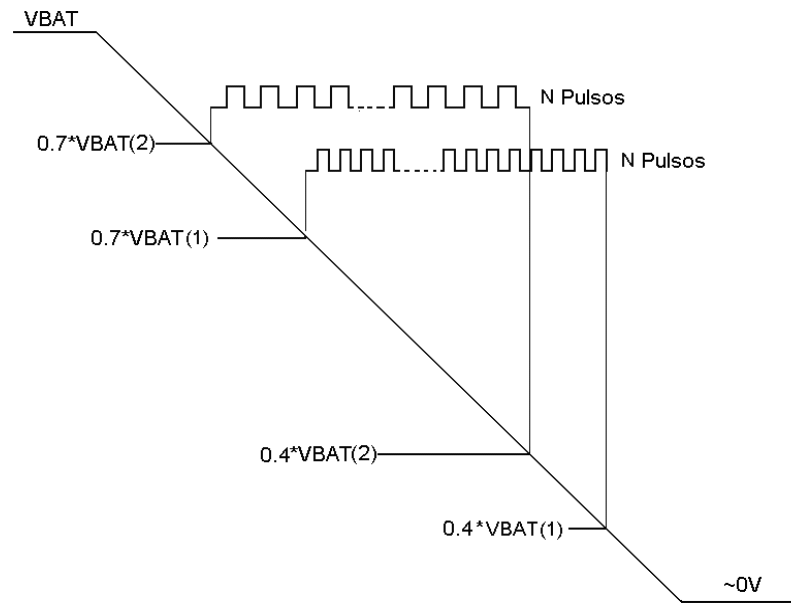 VBAT
N Pulsos
0.7*VBAT(2)
N Pulsos
0.7*VBAT(1)
0.4*VBAT(2)
0.4*VBAT(1)
~0V